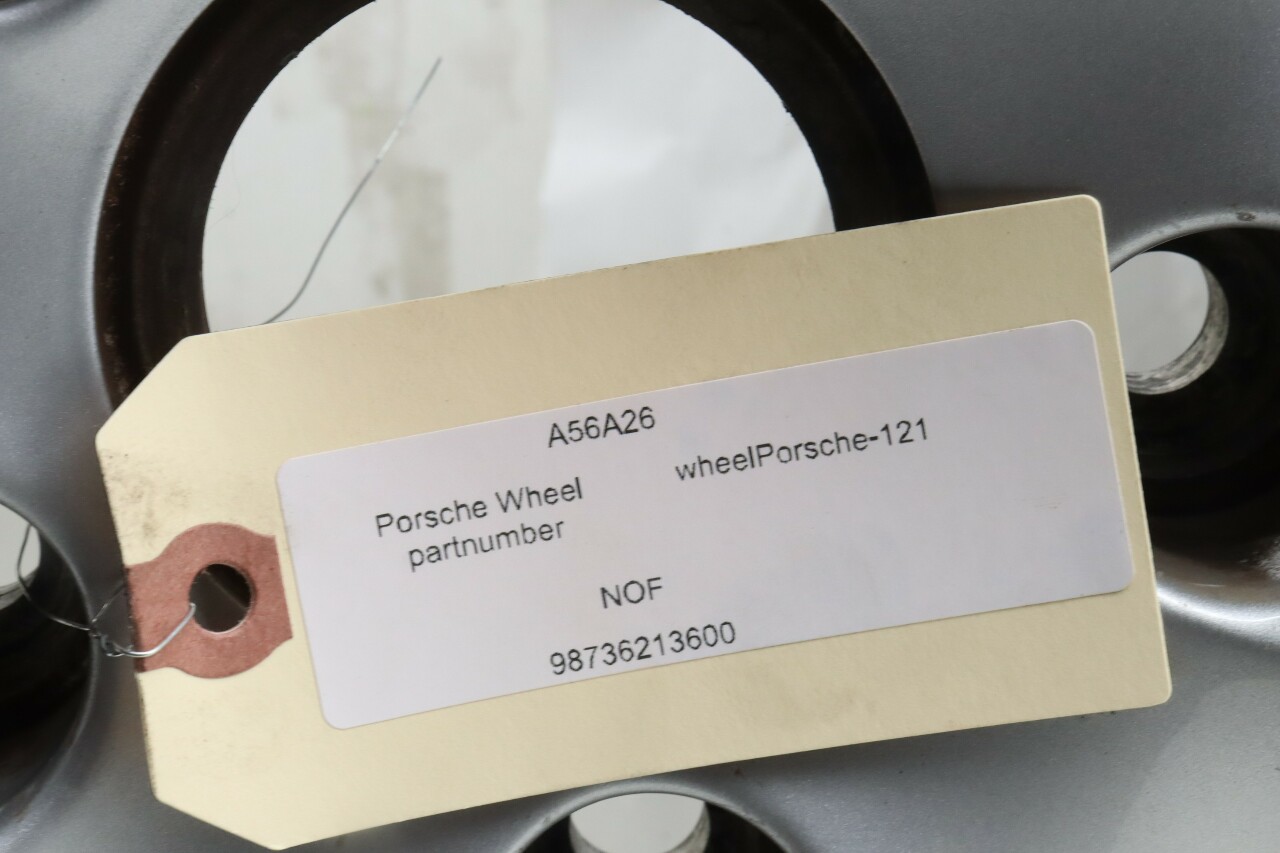 A56A26
Porsche Wheel wheelPorsche-121
partnumber
NOF
98736213600